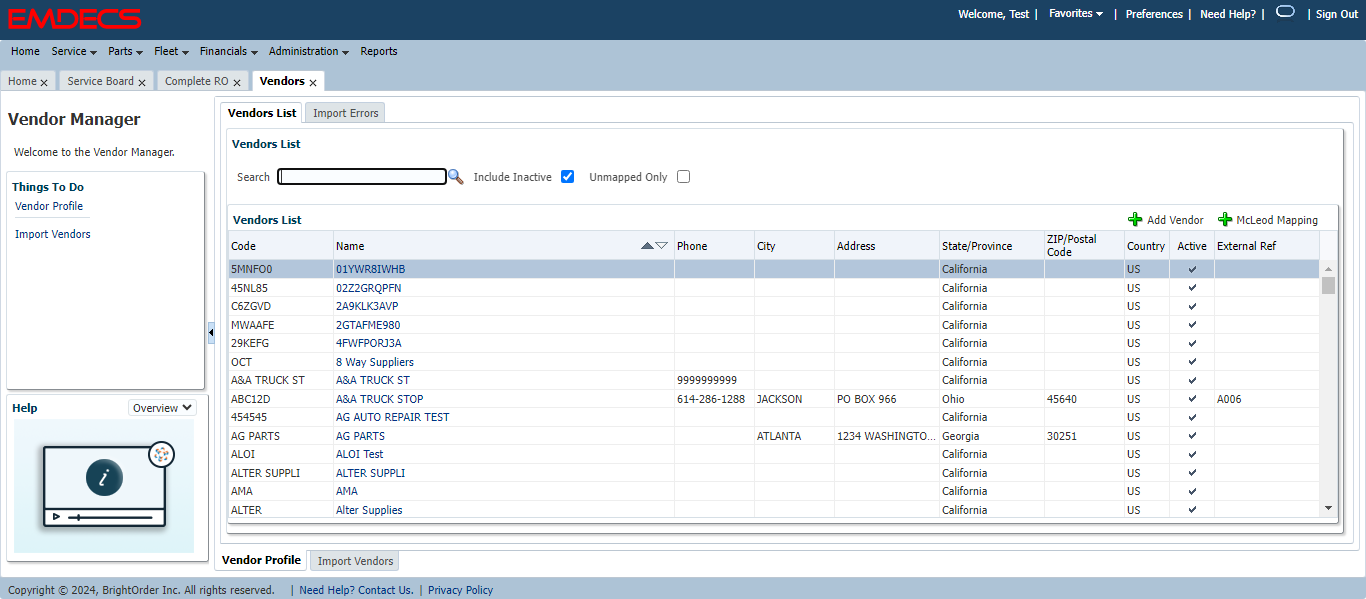 EMDECS
Welcome, Test | Favorites | Preferences | Need Help? | | Sign Out
Home Service Parts Fleet Financials Administration Reports
Home x Service Board x Complete RO x Vendors x
Vendor Manager
Welcome to the Vendor Manager.
Things To Do
Vendor Profile
Import Vendors
Help Overview
i
Vendors List Import Errors
Vendors List
Search Include Inactive Unmapped Only
Vendors List Add Vendor McLeod Mapping
Code Name Phone City Address State/Province ZIP/Postal Code Country Active External Ref
5MNFO0 01YWR8IWHB California US
45NL85 02Z2GRQPFN California US
C6ZGVD 2A9KLK3AVP California US
MWAAFE 2GTAFME980 California US
29KEFG 4FWFPORJ3A California US
OCT 8 Way Suppliers California US
A&A TRUCK ST A&A TRUCK ST 9999999999 California US
ABC12D A&A TRUCK STOP 614-286-1288 JACKSON PO BOX 966 Ohio 45640 US A006
454545 AG AUTO REPAIR TEST California US
AG PARTS AG PARTS ATLANTA 1234 WASHINGTO... Georgia 30251 US
ALOI ALOI Test California US
ALTER SUPPLI ALTER SUPPLI California US
AMA AMA California US
ALTER Alter Supplies California US
Vendor Profile Import Vendors
Copyright © 2024, BrightOrder Inc. All rights reserved. | Need Help? Contact Us. | Privacy Policy